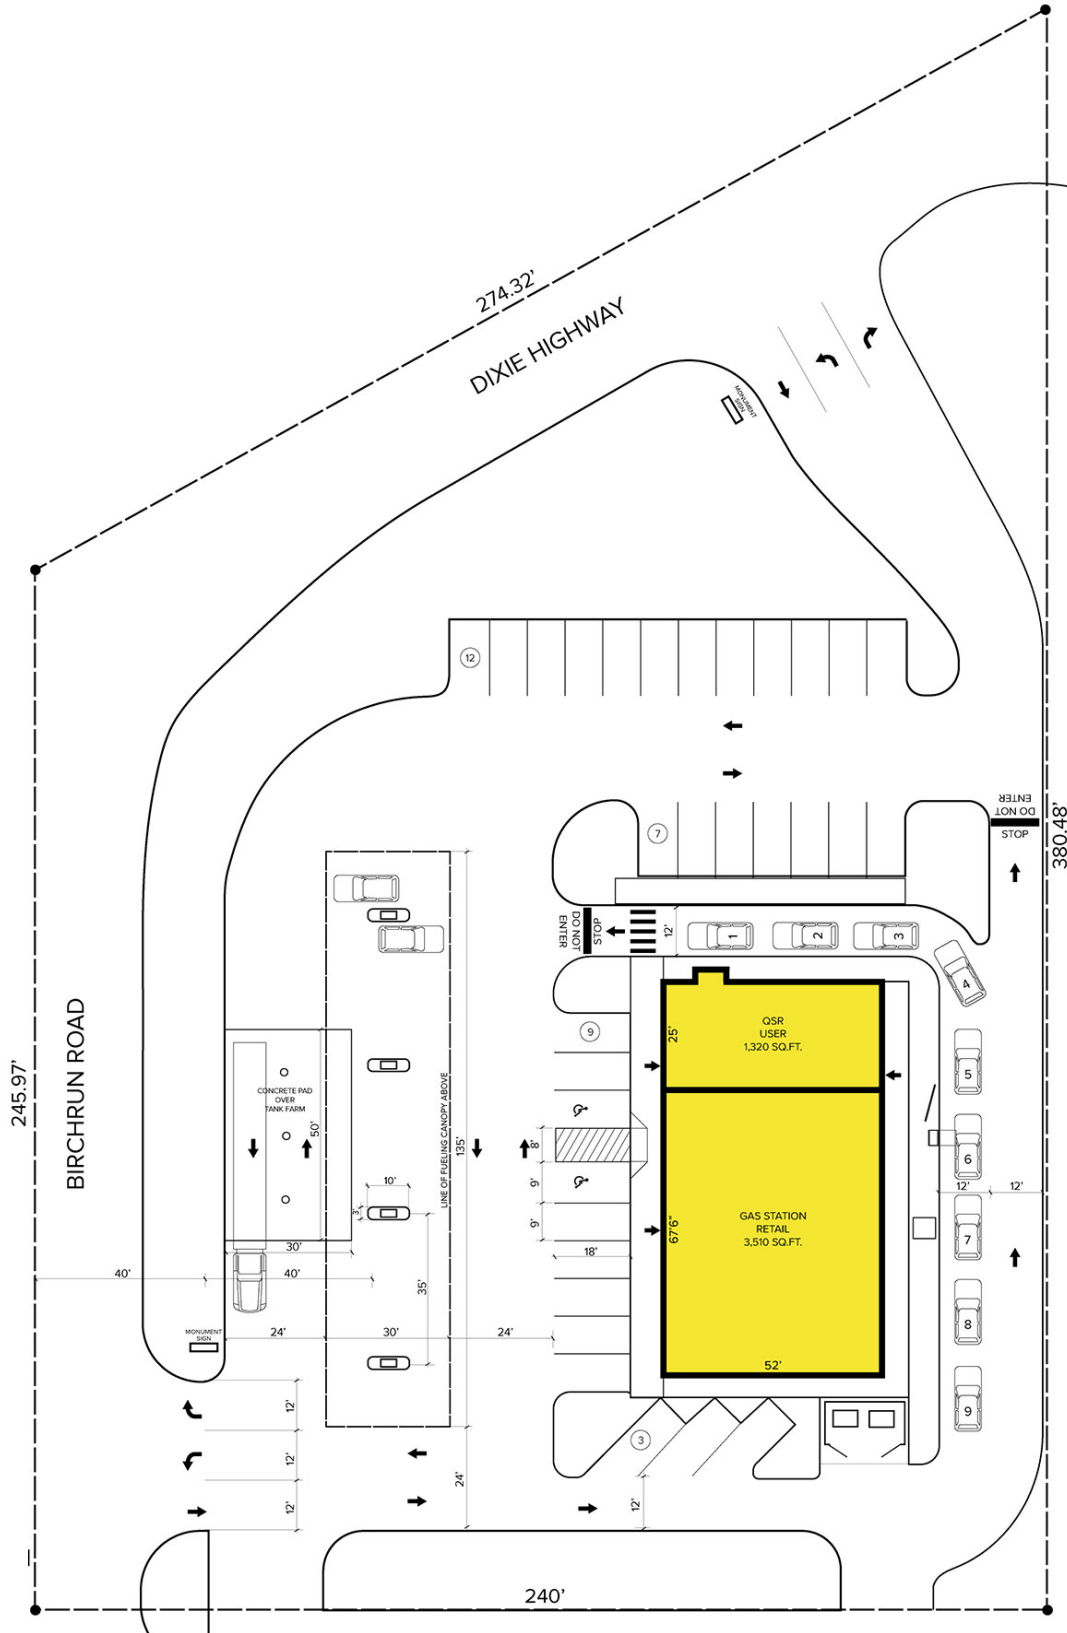 274.32'
DIXIE HIGHWAY
MONUMENT
SIGN
12
7
DO NOT
ENTER
STOP
380.48'
DO NOT
ENTER
STOP
12'
1
2
3
4
5
6
7
8
9
9
QSR
USER
1,320 SQ.FT.
25'
GAS STATION
RETAIL
3,510 SQ.FT.
67'6"
52'
12'
12'
245.97'
BIRCHRUN ROAD
CONCRETE PAD
OVER
TANK FARM
50'
30'
LINE OF FUELING CANOPY ABOVE
135'
10'
3'
35'
8'
9'
9'
18'
40'
40'
24'
30'
24'
MONUMENT
SIGN
12'
12'
12'
24'
3
12'
240'